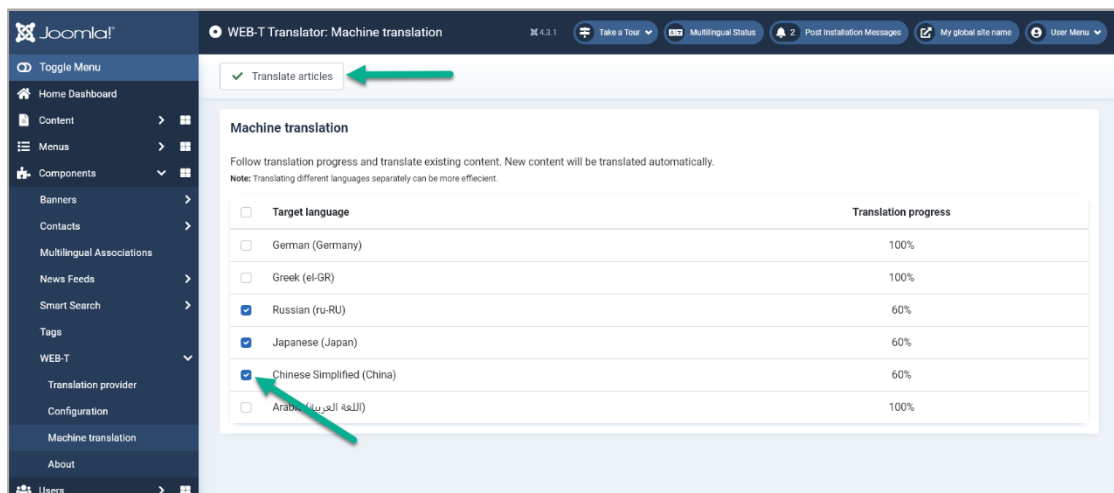 Joomla!
WEB-T Translator: Machine translation
4.3.1
Take a Tour
Multilingual Status
2 Post Installation Messages
My global site name
User Menu
Toggle Menu
Home Dashboard
Content
Menus
Components
Banners
Contacts
Multilingual Associations
News Feeds
Smart Search
Tags
WEB-T
Translation provider
Configuration
Machine translation
About
Users
Translate articles
Machine translation
Follow translation progress and translate existing content. New content will be translated automatically.
Note: Translating different languages separately can be more effiecient.
Target language Translation progress
German (Germany) 100%
Greek (el-GR) 100%
Russian (ru-RU) 60%
Japanese (Japan) 60%
Chinese Simplified (China) 60%
Arabic (اللغة العربية) 100%